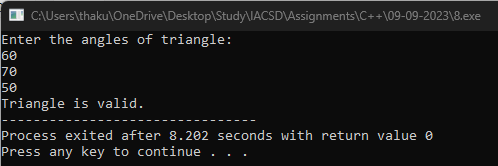 C:\Users\thaku\OneDrive\Desktop\Study\IACSD\Assignments\C++\09-09-2023\8.exe
Enter the angles of triangle:
60
70
50
Triangle is valid.
--------------------------------
Process exited after 8.202 seconds with return value 0
Press any key to continue . . .